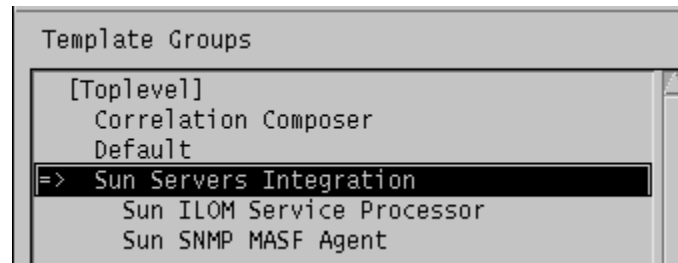 Template Groups
[Toplevel]
Correlation Composer
Default
=> Sun Servers Integration
Sun ILOM Service Processor
Sun SNMP MASF Agent